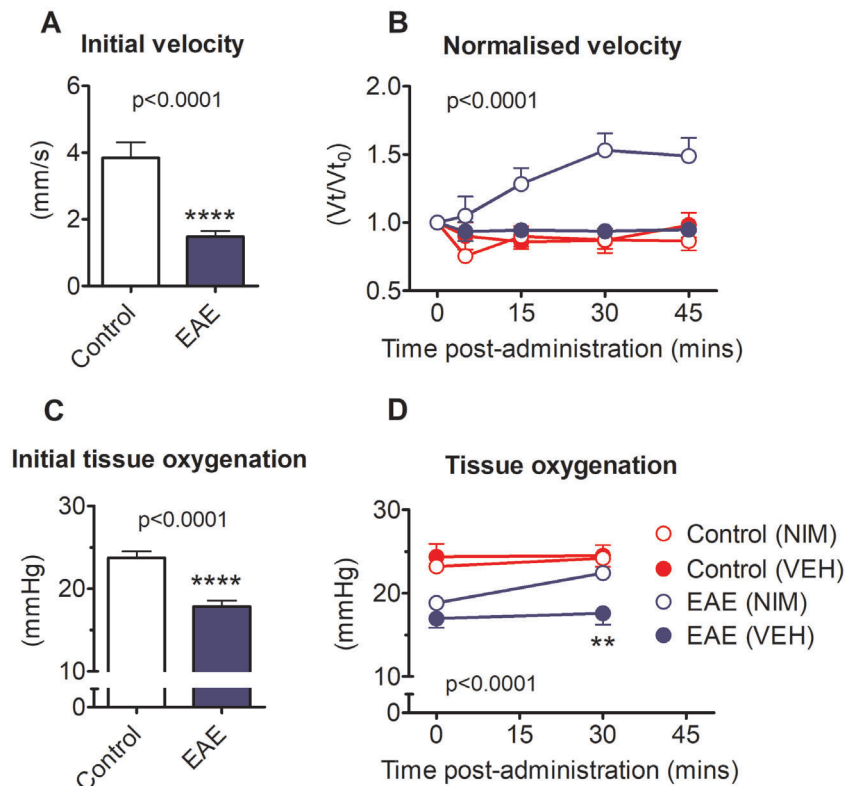 A
Initial velocity
p<0.0001
(mm/s)
6
4
2
0
****
Control
EAE
B
Normalised velocity
p<0.0001
(Vt/Vt₀)
2.0
1.5
1.0
0.5
0 15 30 45
Time post-administration (mins)
C
Initial tissue oxygenation
p<0.0001
(mmHg)
30
20
10
0
****
Control
EAE
D
Tissue oxygenation
(mmHg)
30
20
10
0
**
p<0.0001
0 15 30 45
Time post-administration (mins)
Control (NIM)
Control (VEH)
EAE (NIM)
EAE (VEH)